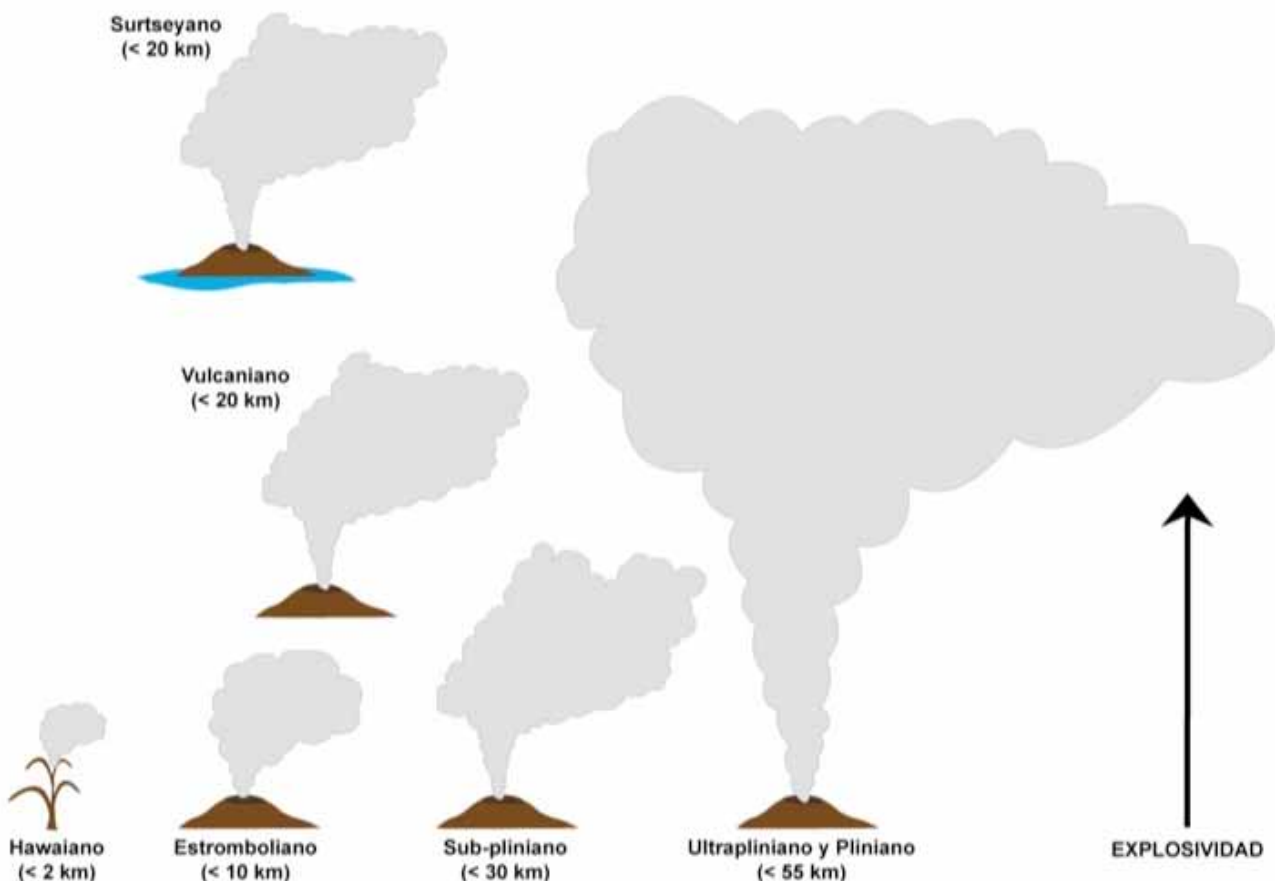 Surtseyano
(< 20 km)
Vulcaniano
(< 20 km)
Hawaiano
(< 2 km)
Estromboliano
(< 10 km)
Sub-pliniano
(< 30 km)
Ultrapliniano y Pliniano
(< 55 km)
EXPLOSIVIDAD